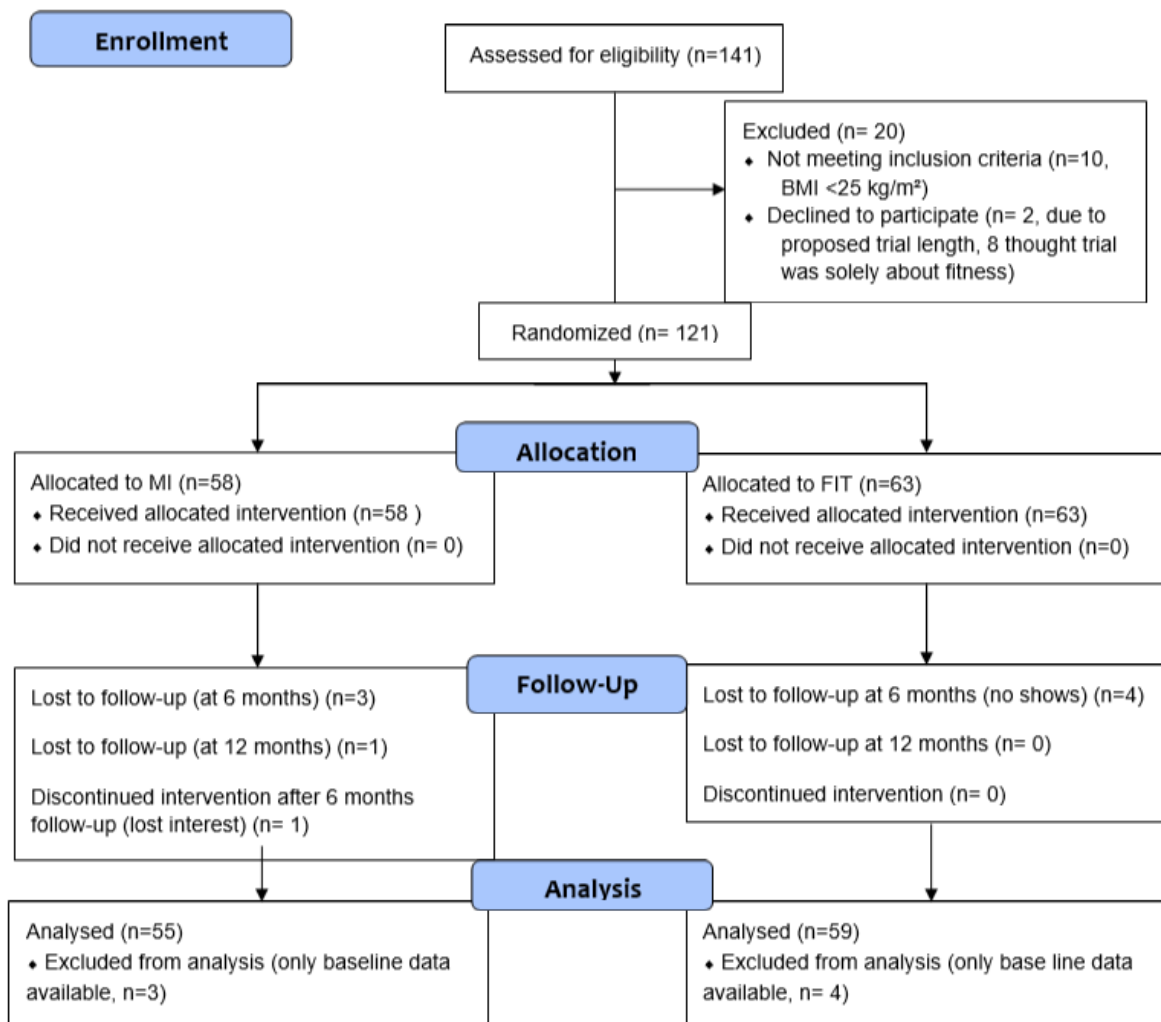 Enrollment
Assessed for eligibility (n=141)
Excluded (n= 20)
⬥ Not meeting inclusion criteria (n=10,
BMI <25 kg/m²)
⬥ Declined to participate (n= 2, due to
proposed trial length, 8 thought trial
was solely about fitness)
Randomized (n= 121)
Allocation
Allocated to MI (n=58)
⬥ Received allocated intervention (n=58 )
⬥ Did not receive allocated intervention (n= 0)
Allocated to FIT (n=63)
⬥ Received allocated intervention (n=63)
⬥ Did not receive allocated intervention (n=0)
Follow-Up
Lost to follow-up (at 6 months) (n=3)
Lost to follow-up (at 12 months) (n=1)
Discontinued intervention after 6 months
follow-up (lost interest) (n= 1)
Lost to follow-up at 6 months (no shows) (n=4)
Lost to follow-up at 12 months (n= 0)
Discontinued intervention (n= 0)
Analysis
Analysed (n=55)
⬥ Excluded from analysis (only baseline data
available, n=3)
Analysed (n=59)
⬥ Excluded from analysis (only base line data
available, n= 4)